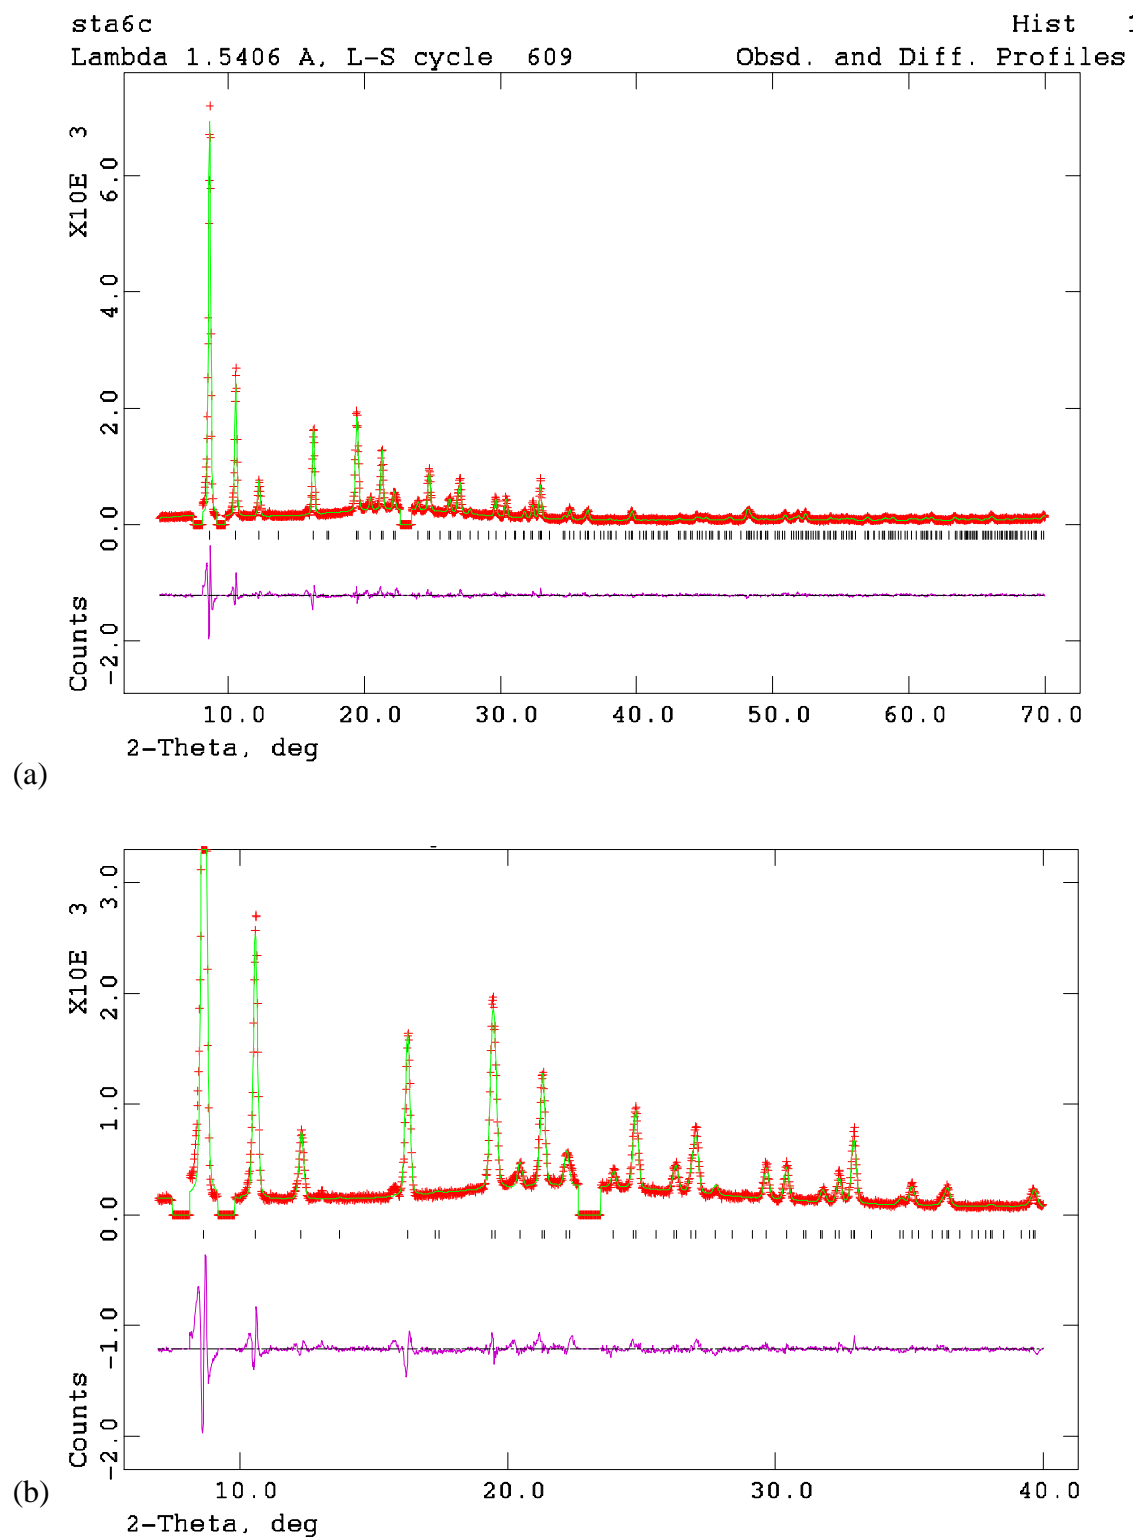 sta6c Hist 1
Lambda 1.5406 A, L-S cycle 609 Obsd. and Diff. Profiles
X10E 3
Counts
6.0
4.0
2.0
0.0
-2.0
10.0 20.0 30.0 40.0 50.0 60.0 70.0
2-Theta, deg
(a)
X10E 3
Counts
3.0
2.0
1.0
0.0
-1.0
-2.0
10.0 20.0 30.0 40.0
2-Theta, deg
(b)